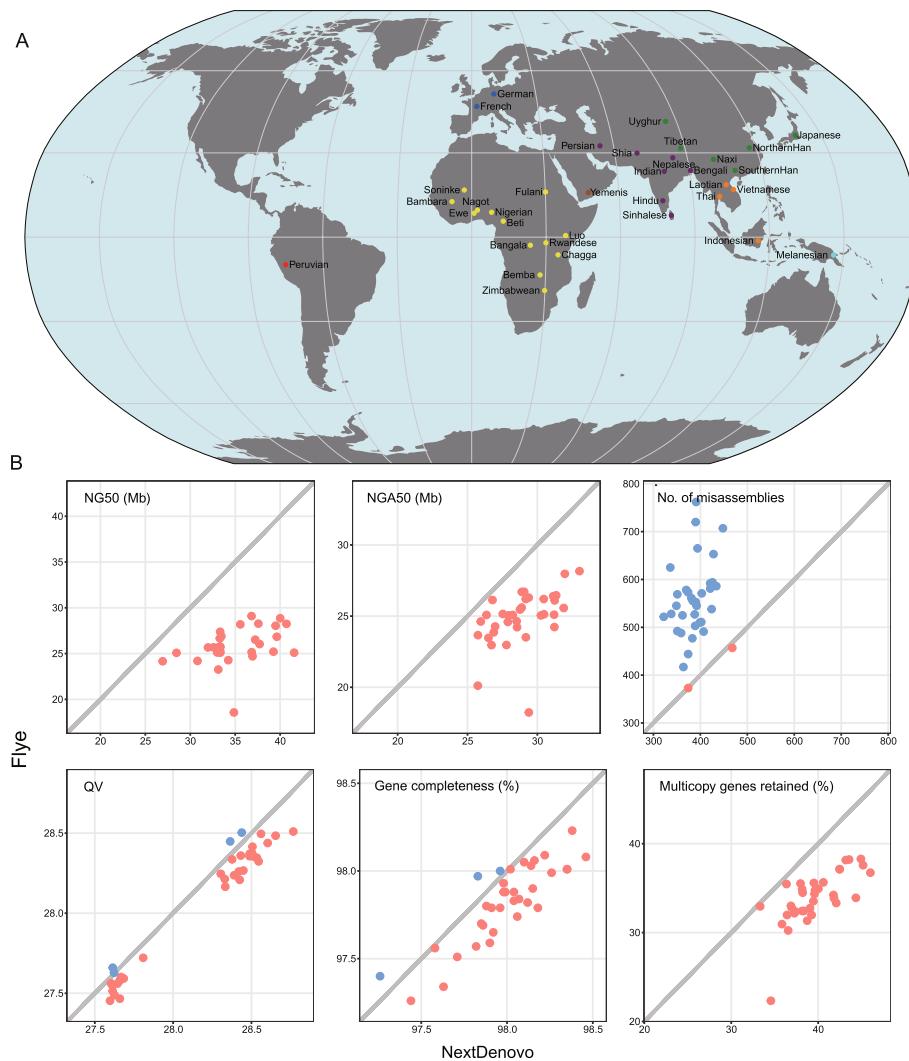 A
German
French
Uyghur
Japanese
Tibetan
NorthernHan
Persian
Shia
Naxi
Nepalese
Indian
Bengali
SouthernHan
Laotian
Vietnamese
Thai
Soninke
Fulani
Yemenis
Bambara
Nagot
Hindu
Ewe
Nigerian
Sinhalese
Beti
Luo
Indonesian
Bangala
Rwandese
Chagga
Melanesian
Peruvian
Bemba
Zimbabwean
B
NG50 (Mb)
40
35
30
25
20
20 25 30 35 40
NGA50 (Mb)
30
25
20
20 25 30
No. of misassemblies
800
700
600
500
400
300
300 400 500 600 700 800
Flye
QV
28.5
28.0
27.5
27.5 28.0 28.5
Gene completeness (%)
98.5
98.0
97.5
97.5 98.0 98.5
Multicopy genes retained (%)
40
30
20
20 30 40
NextDenovo